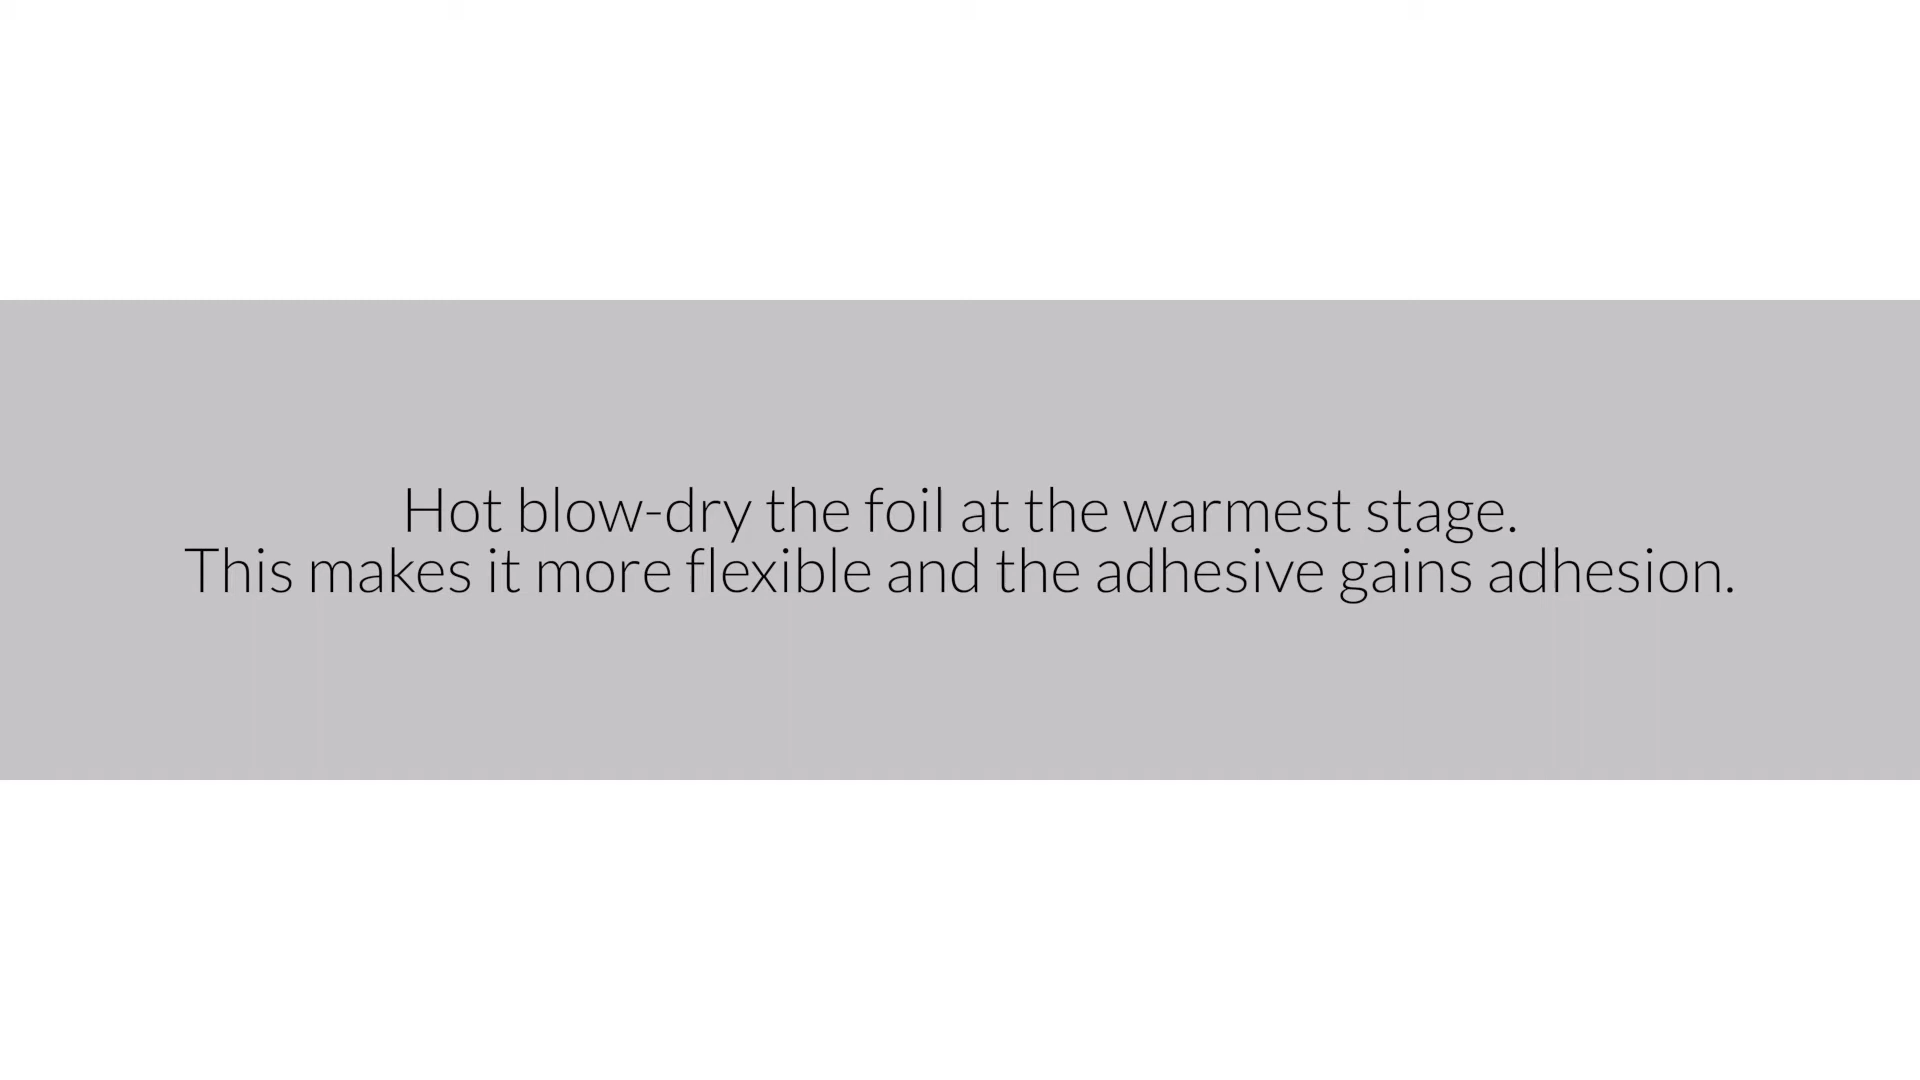 Hot blow-dry the foil at the warmest stage.
This makes it more flexible and the adhesive gains adhesion.